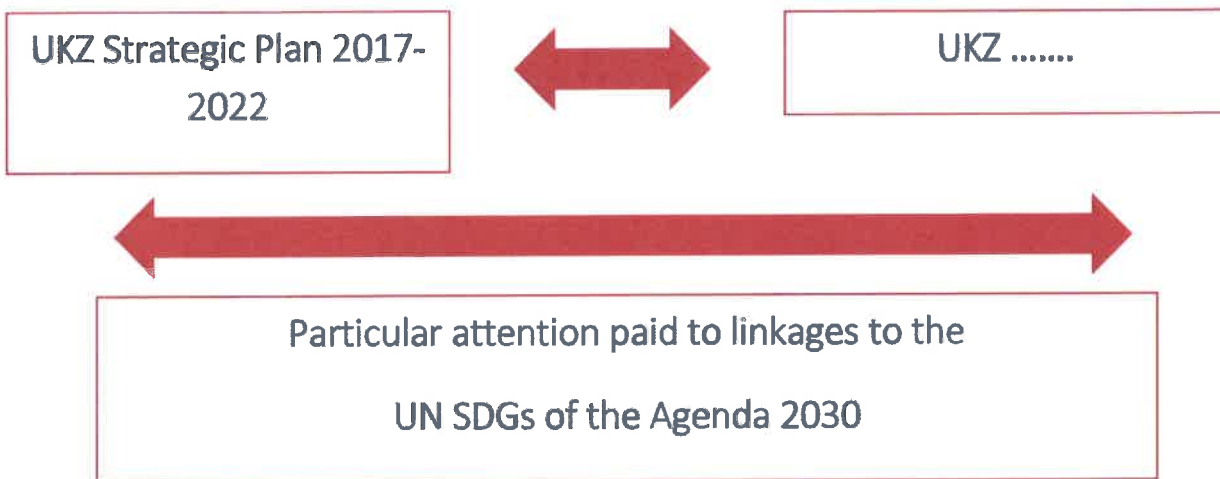 UKZ Strategic Plan 2017-
2022
UKZ .......
Particular attention paid to linkages to the
UN SDGs of the Agenda 2030